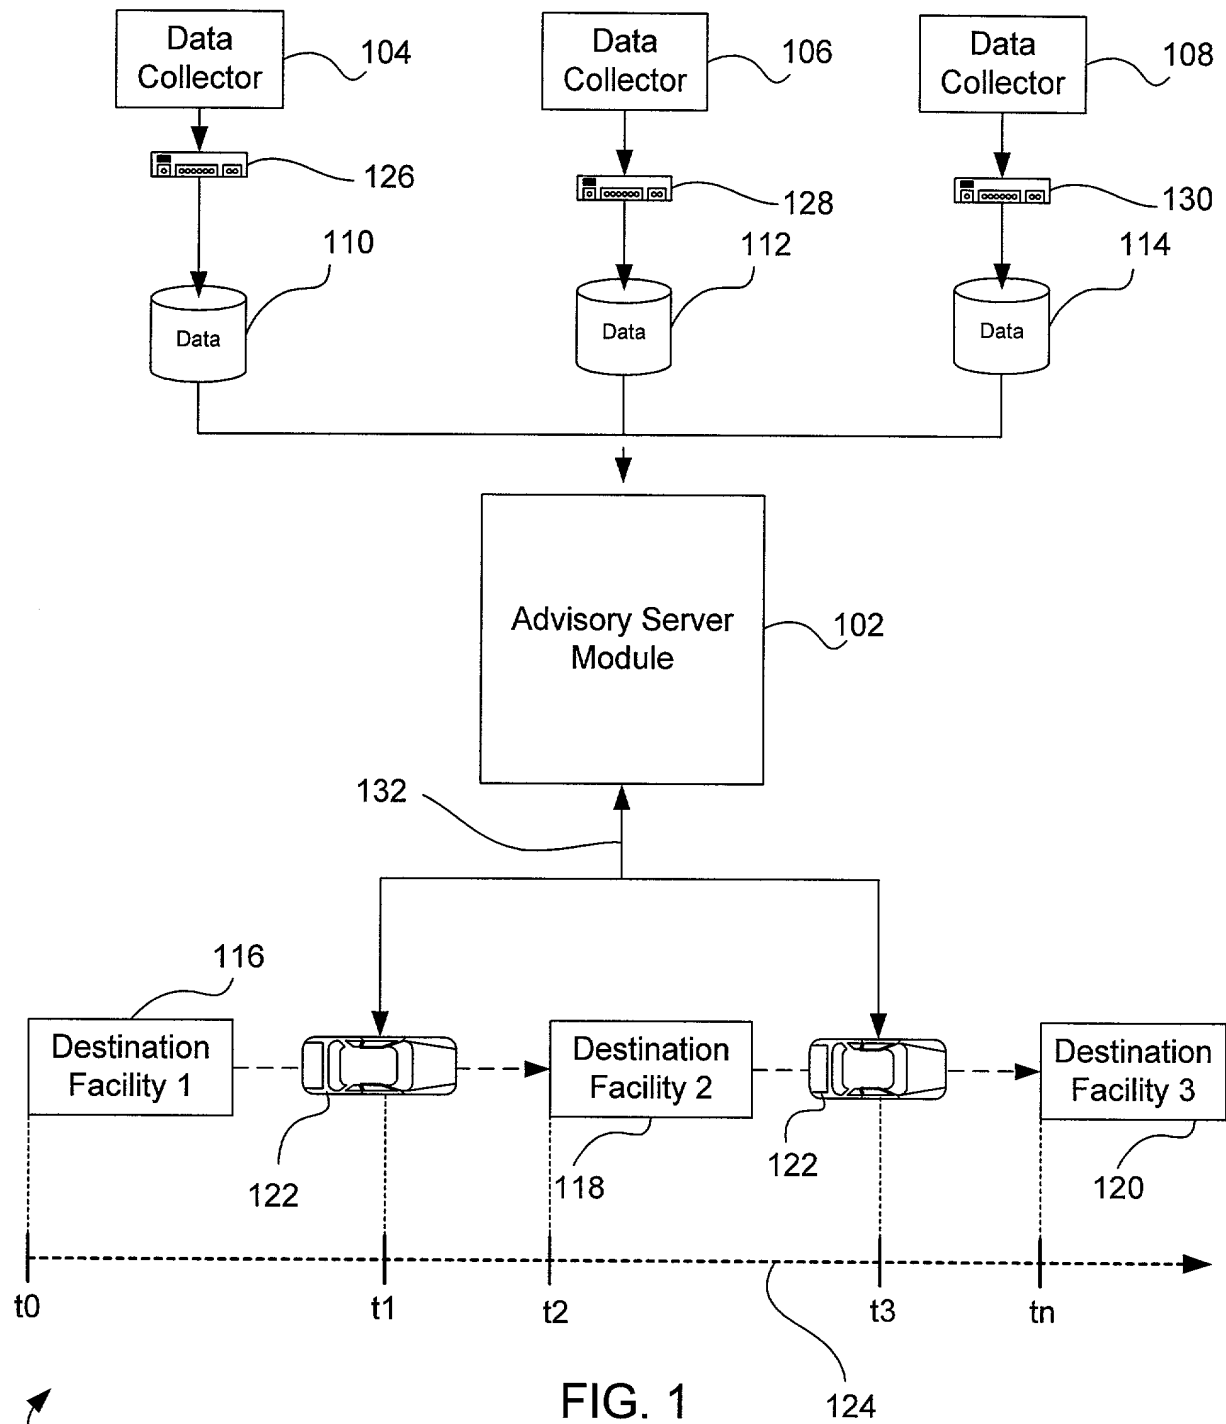 Data
Collector
104
Data
Collector
106
Data
Collector
108
126
128
130
110
112
114
Data
Data
Data
Advisory Server
Module
102
132
116
Destination
Facility 1
Destination
Facility 2
Destination
Facility 3
122
118
122
120
t0
t1
t2
t3
tn
FIG. 1
124